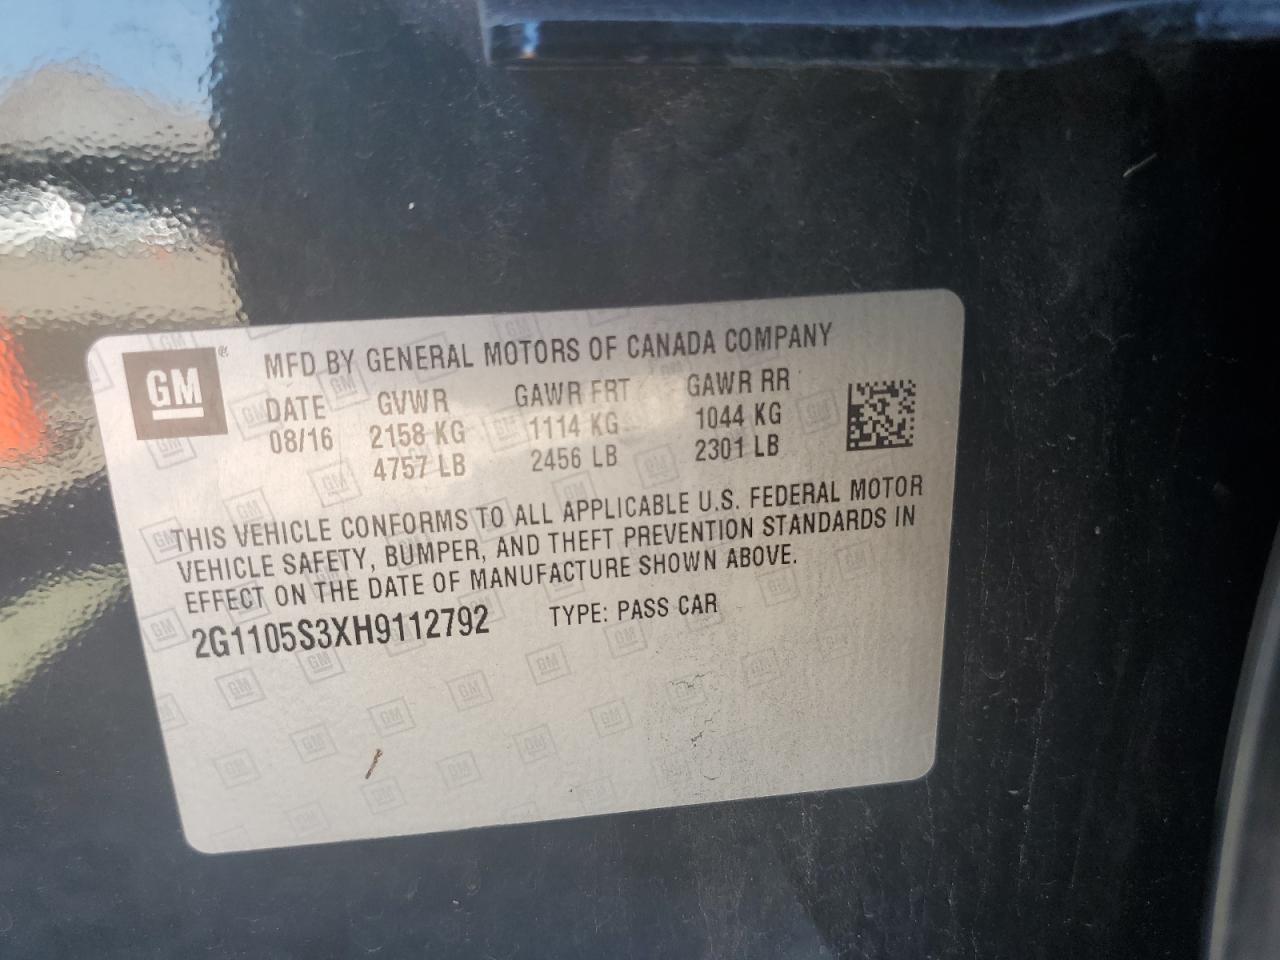 GM
MFD BY GENERAL MOTORS OF CANADA COMPANY
DATE GVWR GAWR FRT GAWR RR
08/16 2158 KG 1114 KG 1044 KG
4757 LB 2456 LB 2301 LB
THIS VEHICLE CONFORMS TO ALL APPLICABLE U.S. FEDERAL MOTOR
VEHICLE SAFETY, BUMPER, AND THEFT PREVENTION STANDARDS IN
EFFECT ON THE DATE OF MANUFACTURE SHOWN ABOVE.
2G1105S3XH9112792 TYPE: PASS CAR